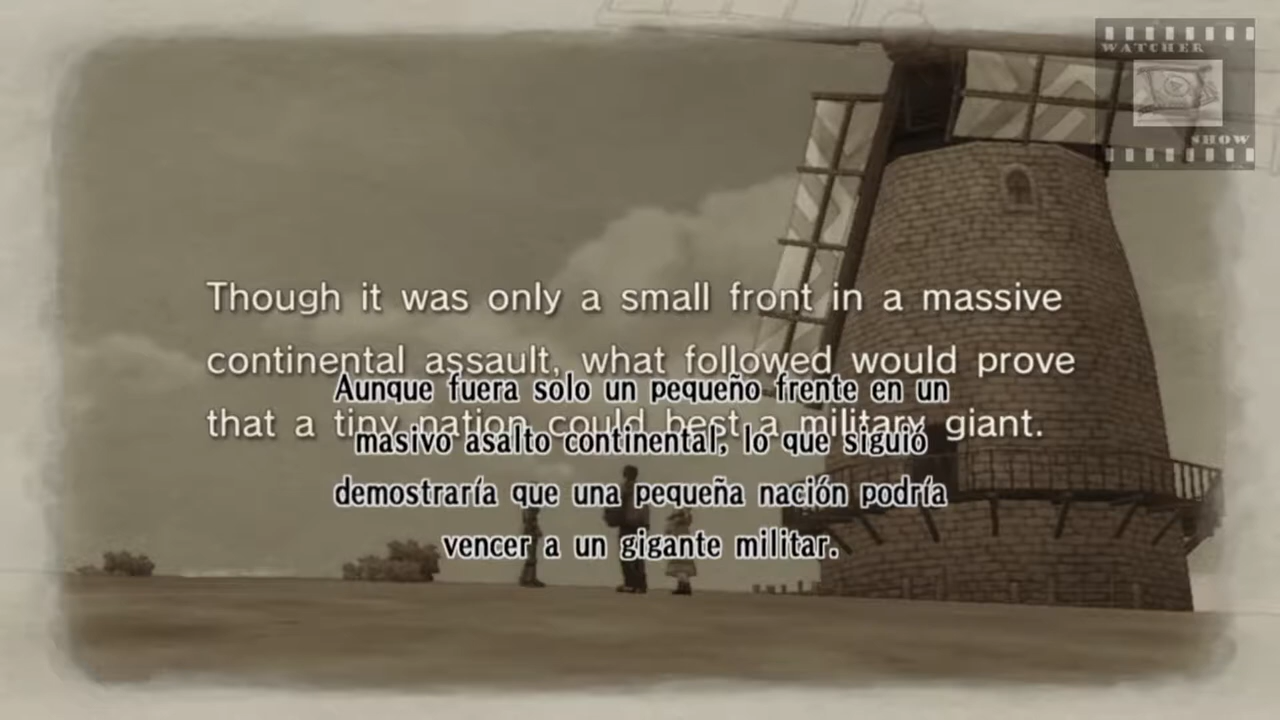 WATCHER
SHOW
Though it was only a small front in a massive
continental assault, what followed would prove
that a tiny nation could best a military giant.
Aunque fuera solo un pequeño frente en un
masivo asalto continental, lo que siguió
demostraría que una pequeña nación podría
vencer a un gigante militar.